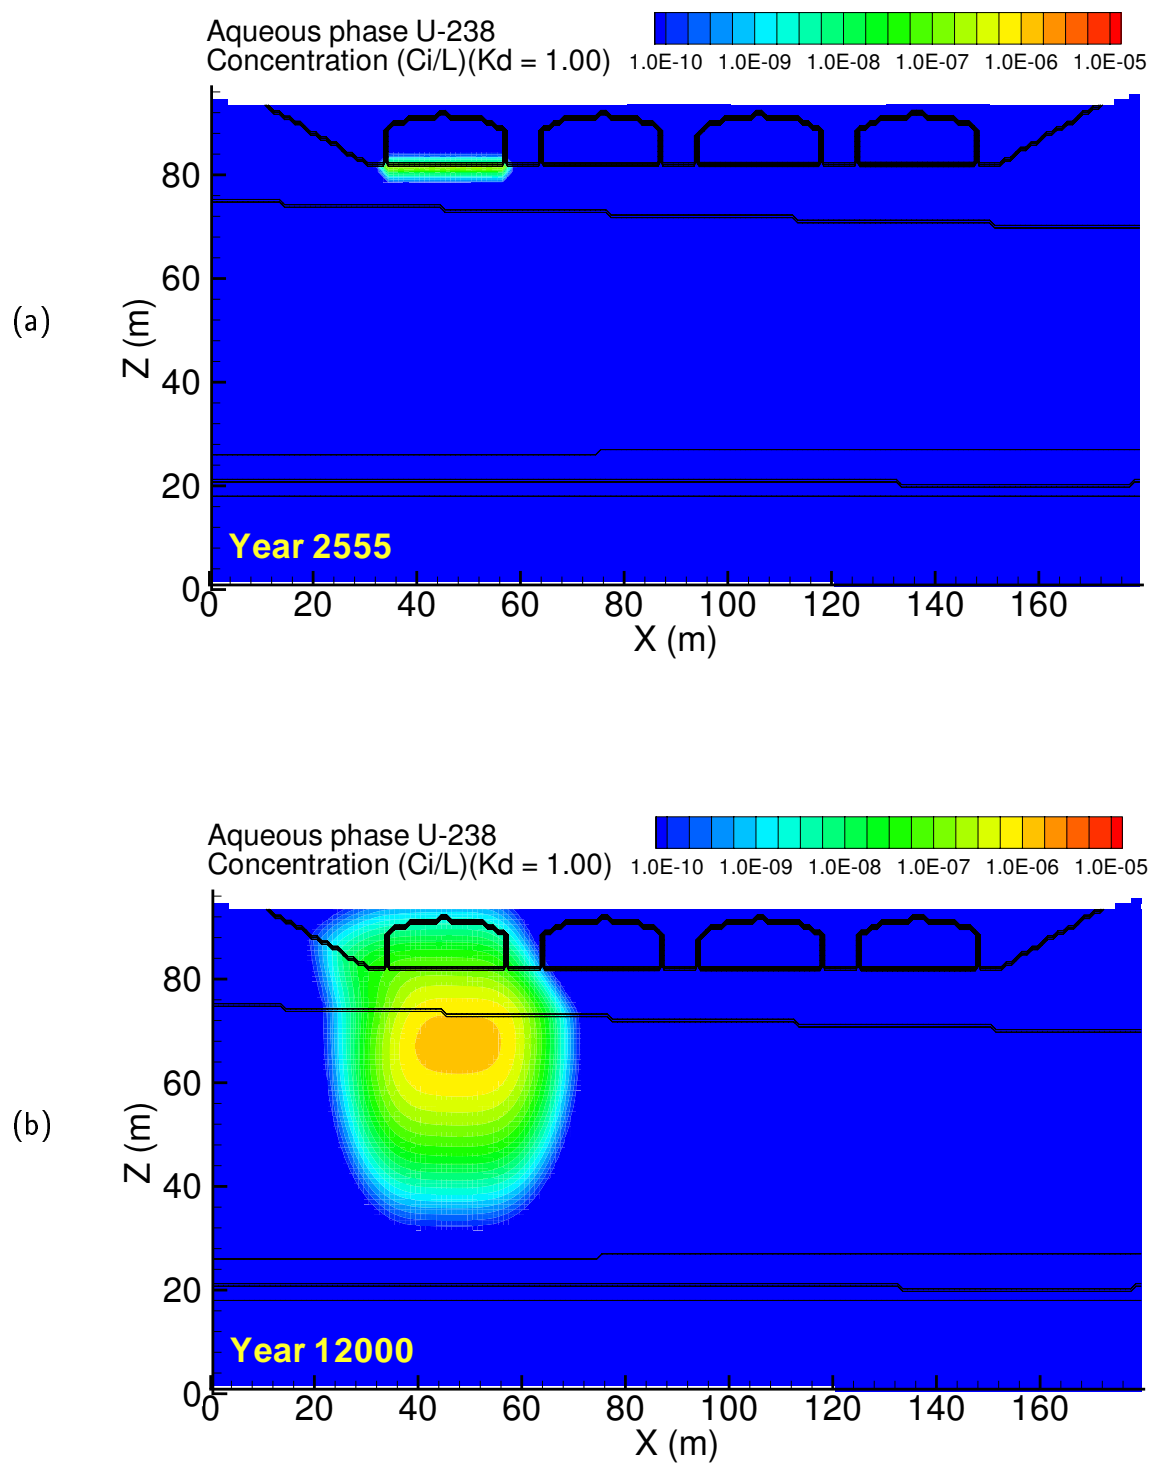 Aqueous phase U-238
Concentration (Ci/L)(Kd = 1.00)
1.0E-10 1.0E-09 1.0E-08 1.0E-07 1.0E-06 1.0E-05
80
60
(a)
Z (m)
40
20
Year 2555
0
0 20 40 60 80 100 120 140 160
X (m)
Aqueous phase U-238
Concentration (Ci/L)(Kd = 1.00)
1.0E-10 1.0E-09 1.0E-08 1.0E-07 1.0E-06 1.0E-05
80
60
(b)
Z (m)
40
20
Year 12000
0
0 20 40 60 80 100 120 140 160
X (m)